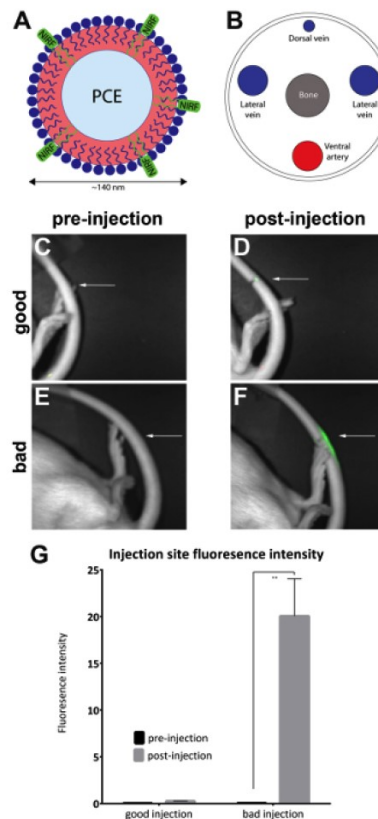 A
NIRF
NIRF
NIRF
NIRF
NIRF
PCE
~140 nm
B
Dorsal vein
Lateral
vein
Bone
Lateral
vein
Ventral
artery
pre-injection
post-injection
good
C
D
bad
E
F
G
Injection site fluoresence intensity
Fluoresence intensity
25
20
15
10
5
0
**
pre-injection
post-injection
good injection
bad injection